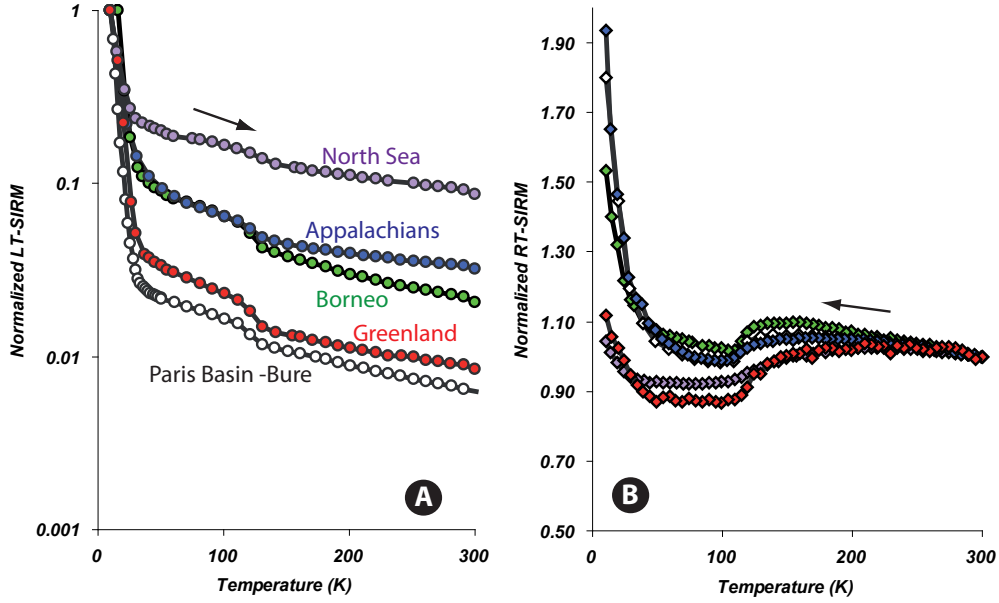 1
0.1
0.01
0.001
0
100
200
300
Normalized LT-SIRM
Temperature (K)
North Sea
Appalachians
Borneo
Greenland
Paris Basin -Bure
A
1.90
1.70
1.50
1.30
1.10
0.90
0.70
0.50
0
100
200
300
Normalized RT-SIRM
Temperature (K)
B